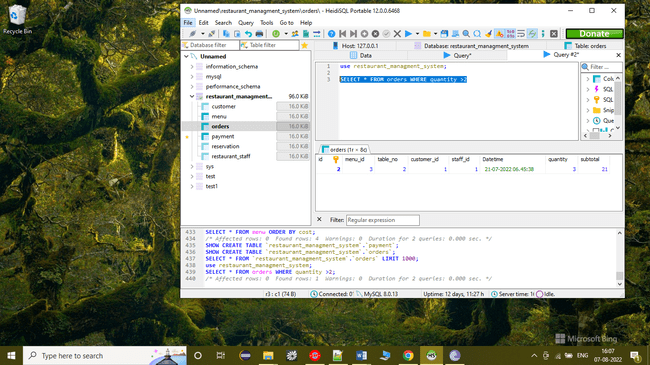 Recycle Bin
Unnamed\restaurant_managment_system\orders\ - HeidiSQL Portable 12.0.0.6468
File Edit Search Query Tools Go to Help
Donate
Database filter Table filter
Host: 127.0.0.1 Database: restaurant_managment_system Table: orders
Data Query* Query #2*
Unnamed
information_schema
mysql
performance_schema
restaurant_managment... 96.0 KiB
customer 16.0 KiB
menu 16.0 KiB
orders 16.0 KiB
payment 16.0 KiB
reservation 16.0 KiB
restaurant_staff 16.0 KiB
sys
test
test1
1 use restaurant_managment_system;
2
3 SELECT * FROM orders WHERE quantity >2
Filter ...
Colu
SQL
SQL
Snip
Que
orders (1r × 8c)
id menu_id table_no customer_id staff_id Datetime quantity subtotal
2 3 2 1 1 21-07-2022 06.45:38 3 21
Filter: Regular expression
433 SELECT * FROM menu ORDER BY cost;
434 /* Affected rows: 0 Found rows: 4 Warnings: 0 Duration for 2 queries: 0.000 sec. */
435 SHOW CREATE TABLE `restaurant_managment_system`.`payment`;
436 SHOW CREATE TABLE `restaurant_managment_system`.`orders`;
437 SELECT * FROM `restaurant_managment_system`.`orders` LIMIT 1000;
438 use restaurant_managment_system;
439 SELECT * FROM orders WHERE quantity >2;
440 /* Affected rows: 0 Found rows: 1 Warnings: 0 Duration for 2 queries: 0.000 sec. */
r3 : c1 (74 B) Connected: 0 MySQL 8.0.13 Uptime: 12 days, 11:27 h Server time: 1 Idle.
Microsoft Bing
Type here to search
ENG
16:07
07-08-2022